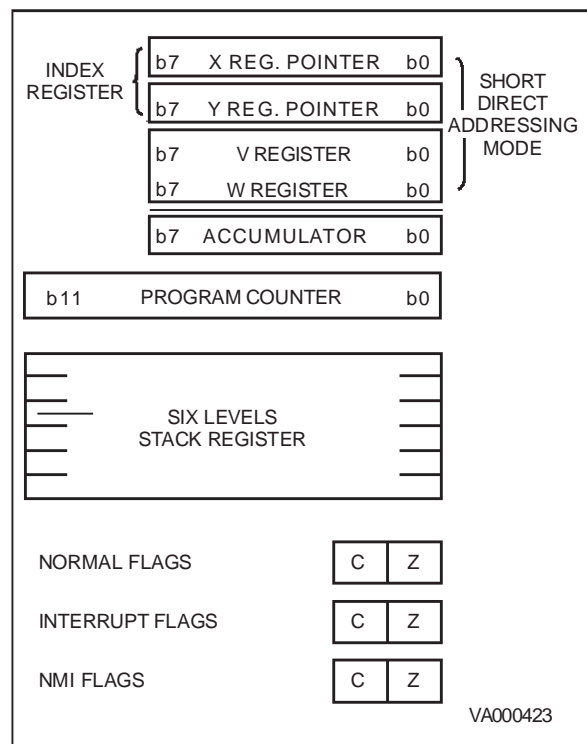 INDEX
REGISTER
b7 X REG. POINTER b0
b7 Y REG. POINTER b0
b7 V REGISTER b0
b7 W REGISTER b0
SHORT
DIRECT
ADDRESSING
MODE
b7 ACCUMULATOR b0
b11 PROGRAM COUNTER b0
SIX LEVELS
STACK REGISTER
NORMAL FLAGS C Z
INTERRUPT FLAGS C Z
NMI FLAGS C Z
VA000423